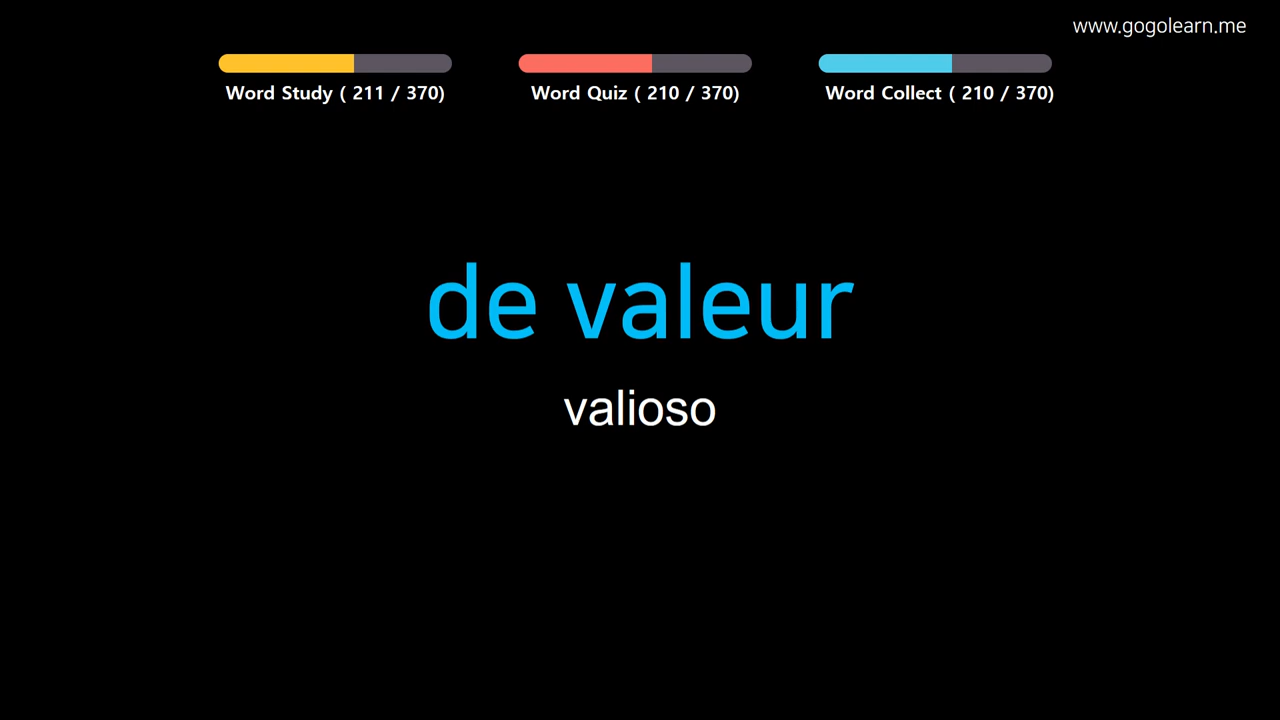 www.gogolearn.me
Word Study ( 211 / 370)
Word Quiz ( 210 / 370)
Word Collect ( 210 / 370)
de valeur
valioso